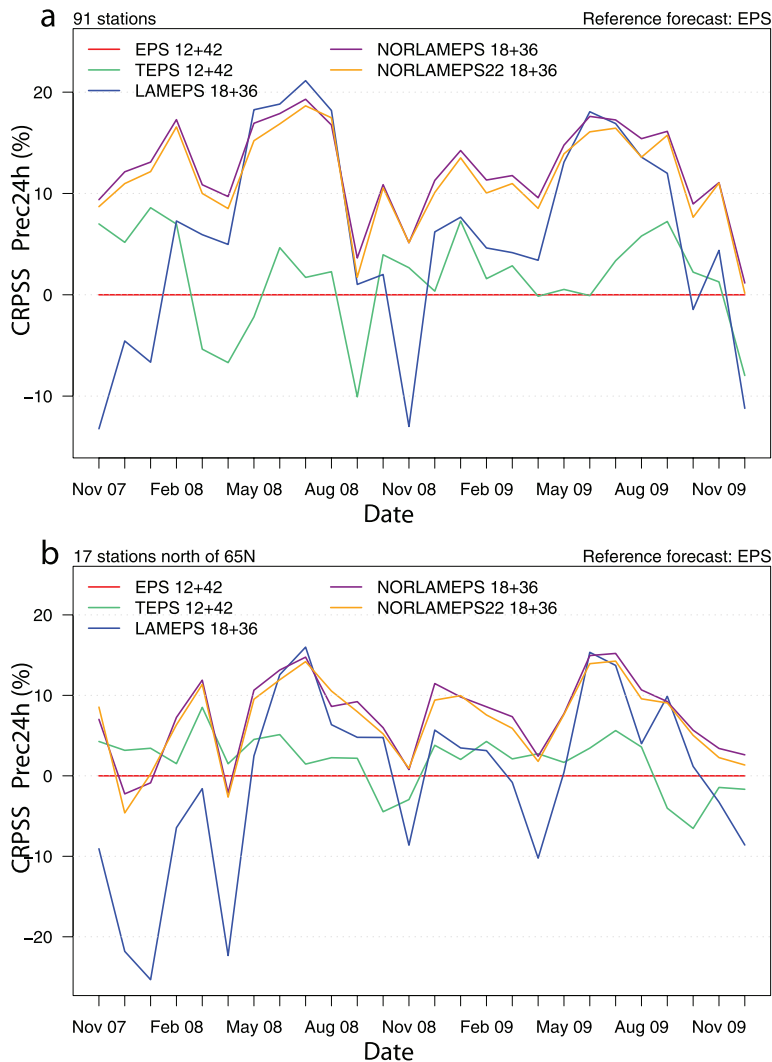 a
91 stations Reference forecast: EPS
EPS 12+42 NORLAMEPS 18+36
TEPS 12+42 NORLAMEPS22 18+36
LAMEPS 18+36
CRPSS Prec24h (%)
20
10
0
−10
Nov 07 Feb 08 May 08 Aug 08 Nov 08 Feb 09 May 09 Aug 09 Nov 09
Date
b
17 stations north of 65N Reference forecast: EPS
EPS 12+42 NORLAMEPS 18+36
TEPS 12+42 NORLAMEPS22 18+36
LAMEPS 18+36
CRPSS Prec24h (%)
20
10
0
−10
−20
Nov 07 Feb 08 May 08 Aug 08 Nov 08 Feb 09 May 09 Aug 09 Nov 09
Date